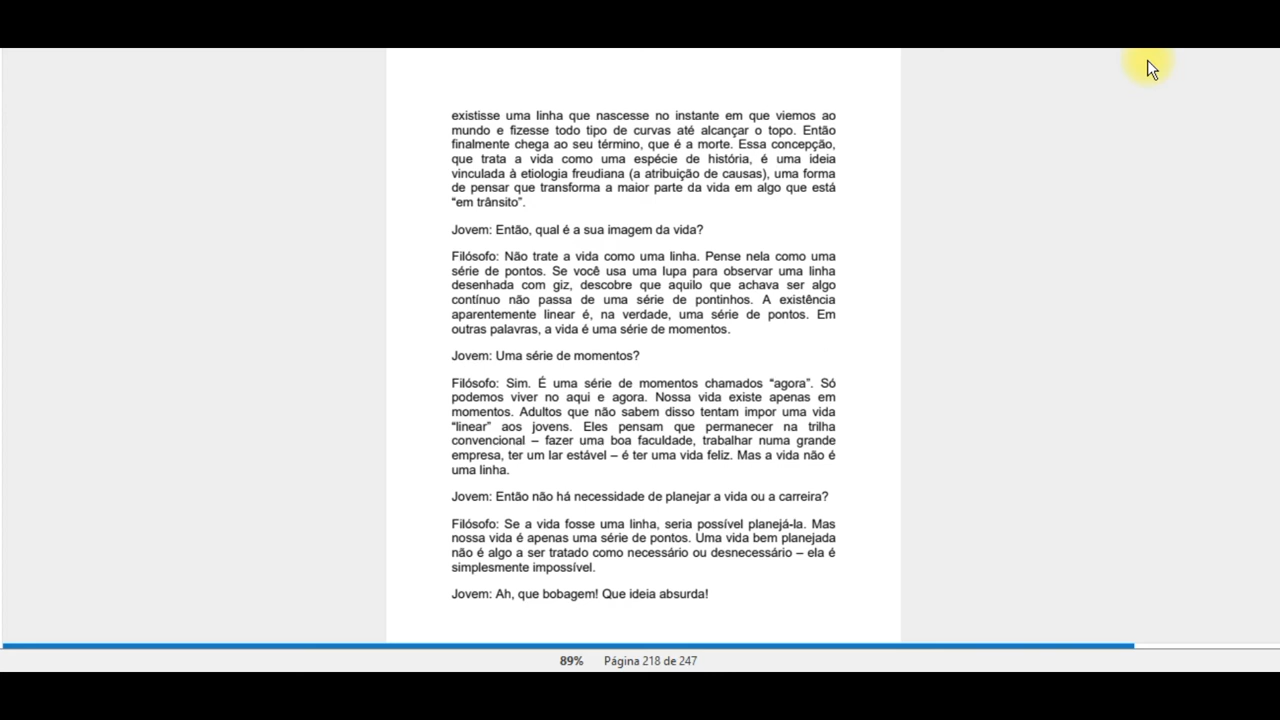 existisse uma linha que nascesse no instante em que viemos ao
mundo e fizesse todo tipo de curvas até alcançar o topo. Então
finalmente chega ao seu término, que é a morte. Essa concepção,
que trata a vida como uma espécie de história, é uma ideia
vinculada à etiologia freudiana (a atribuição de causas), uma forma
de pensar que transforma a maior parte da vida em algo que está
“em trânsito”.
Jovem: Então, qual é a sua imagem da vida?
Filósofo: Não trate a vida como uma linha. Pense nela como uma
série de pontos. Se você usa uma lupa para observar uma linha
desenhada com giz, descobre que aquilo que achava ser algo
contínuo não passa de uma série de pontinhos. A existência
aparentemente linear é, na verdade, uma série de pontos. Em
outras palavras, a vida é uma série de momentos.
Jovem: Uma série de momentos?
Filósofo: Sim. É uma série de momentos chamados “agora”. Só
podemos viver no aqui e agora. Nossa vida existe apenas em
momentos. Adultos que não sabem disso tentam impor uma vida
“linear” aos jovens. Eles pensam que permanecer na trilha
convencional – fazer uma boa faculdade, trabalhar numa grande
empresa, ter um lar estável – é ter uma vida feliz. Mas a vida não é
uma linha.
Jovem: Então não há necessidade de planejar a vida ou a carreira?
Filósofo: Se a vida fosse uma linha, seria possível planejá-la. Mas
nossa vida é apenas uma série de pontos. Uma vida bem planejada
não é algo a ser tratado como necessário ou desnecessário – ela é
simplesmente impossível.
Jovem: Ah, que bobagem! Que ideia absurda!
89% Página 218 de 247